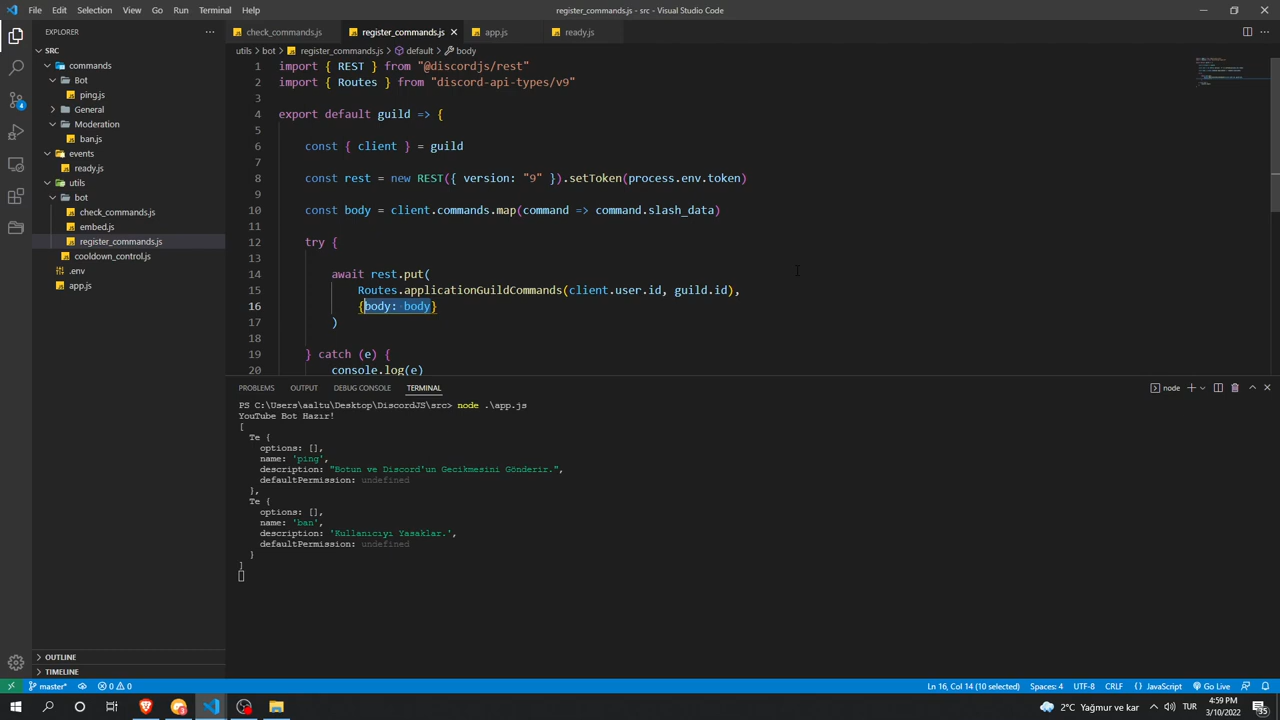 File Edit Selection View Go Run Terminal Help
register_commands.js - Visual Studio Code
EXPLORER
SRC
commands
Bot
ping.js
General
Moderation
ban.js
events
ready.js
utils
bot
check_commands.js
embed.js
register_commands.js
cooldown_control.js
.env
app.js
OUTLINE
TIMELINE
4
check_commands.js register_commands.js app.js ready.js
utils bot register_commands.js default body
1 import { REST } from "@discordjs/rest"
2 import { Routes } from "discord-api-types/v9"
3
4 export default guild => {
5
6 const { client } = guild
7
8 const rest = new REST({ version: "9" }).setToken(process.env.token)
9
10 const body = client.commands.map(command => command.slash_data)
11
12 try {
13
14 await rest.put(
15 Routes.applicationGuildCommands(client.user.id, guild.id),
16 {body: body}
17 )
18
19 } catch (e) {
20 console.log(e)
PROBLEMS OUTPUT DEBUG CONSOLE TERMINAL
node
PS C:\Users\aaltu\Desktop\DiscordJS\src> node .\app.js
YouTube Bot Hazır!
[
Te {
options: [],
name: 'ping',
description: "Botun ve Discord'un Gecikmesini Gönderir.",
defaultPermission: undefined
},
Te {
options: [],
name: 'ban',
description: 'Kullanıcıyı Yasaklar.',
defaultPermission: undefined
}
]
master* 0 0
Ln 16, Col 14 (10 selected) Spaces: 4 UTF-8 CRLF {} JavaScript Go Live
2°C Yağmur ve kar TUR 4:59 PM
3/10/2022
35